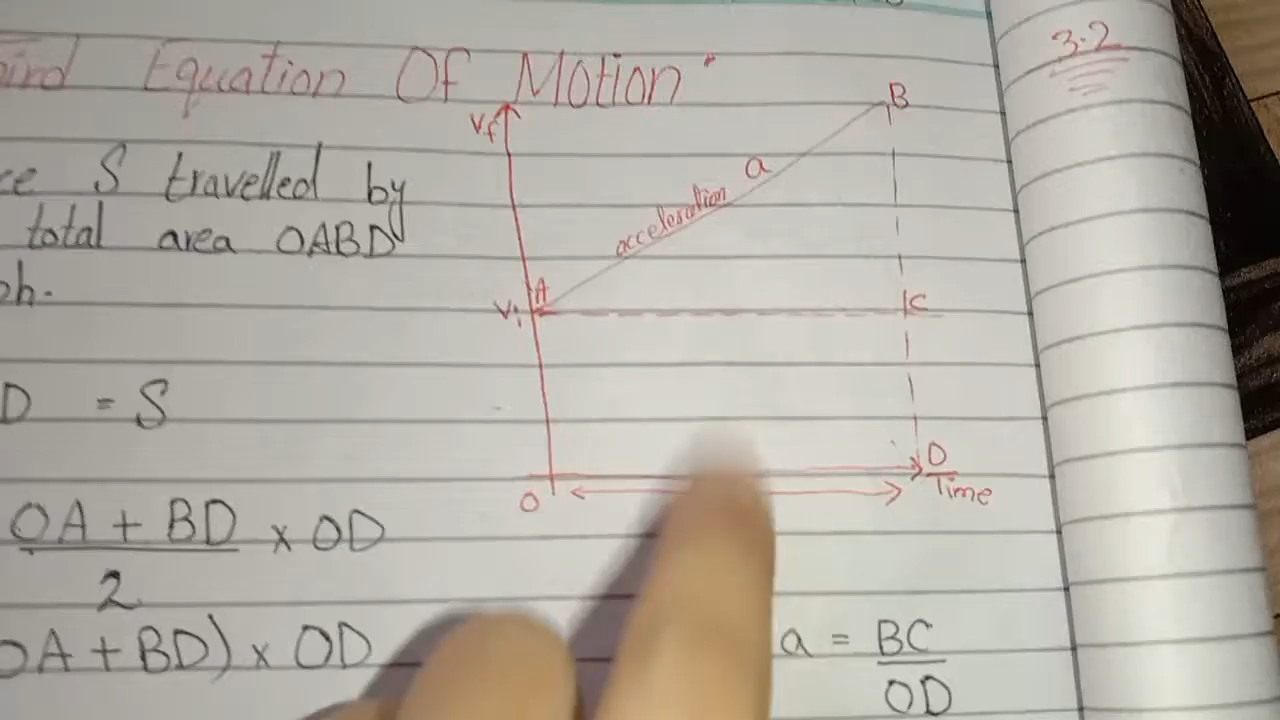 Equation Of Motion"
3.2
S travelled by
total area OABD
D = S
OA + BD × OD
2
OA + BD) × OD
Vf
B
a
acceleration
A
Vi
C
O
D
Time
a = BC
OD